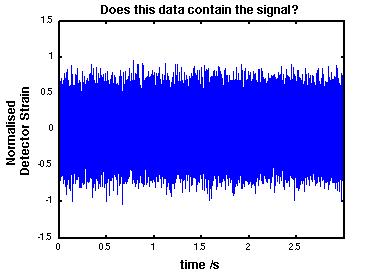 Does this data contain the signal?
1.5
1
0.5
0
-0.5
-1
-1.5
Normalised
Detector Strain
0 0.5 1 1.5 2 2.5
time /s